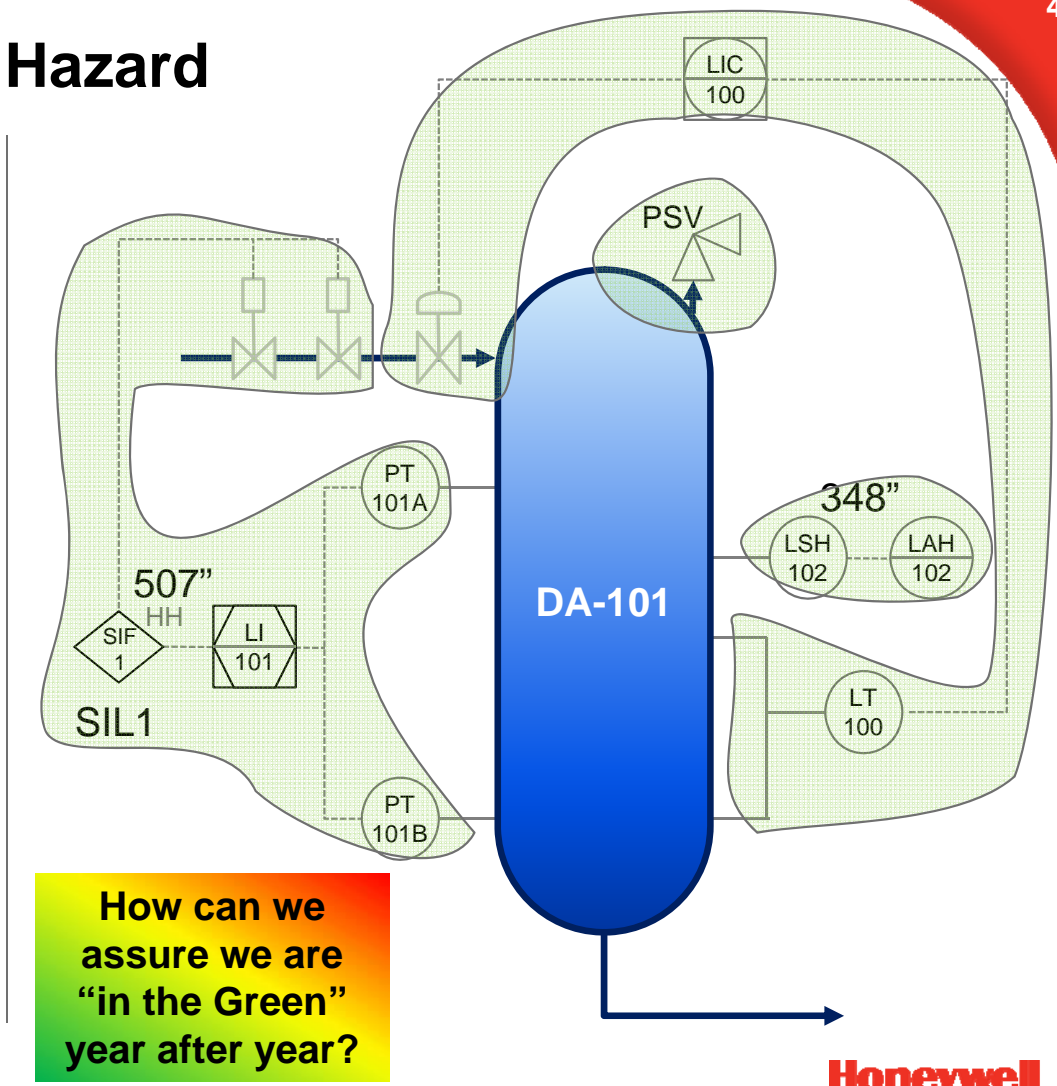 4
Hazard
LIC
100
PSV
PT
101A
348”
LSH
102
LAH
102
DA-101
507”
HH
SIF
1
LI
101
LT
100
SIL1
PT
101B
How can we
assure we are
“in the Green”
year after year?
Honeywell